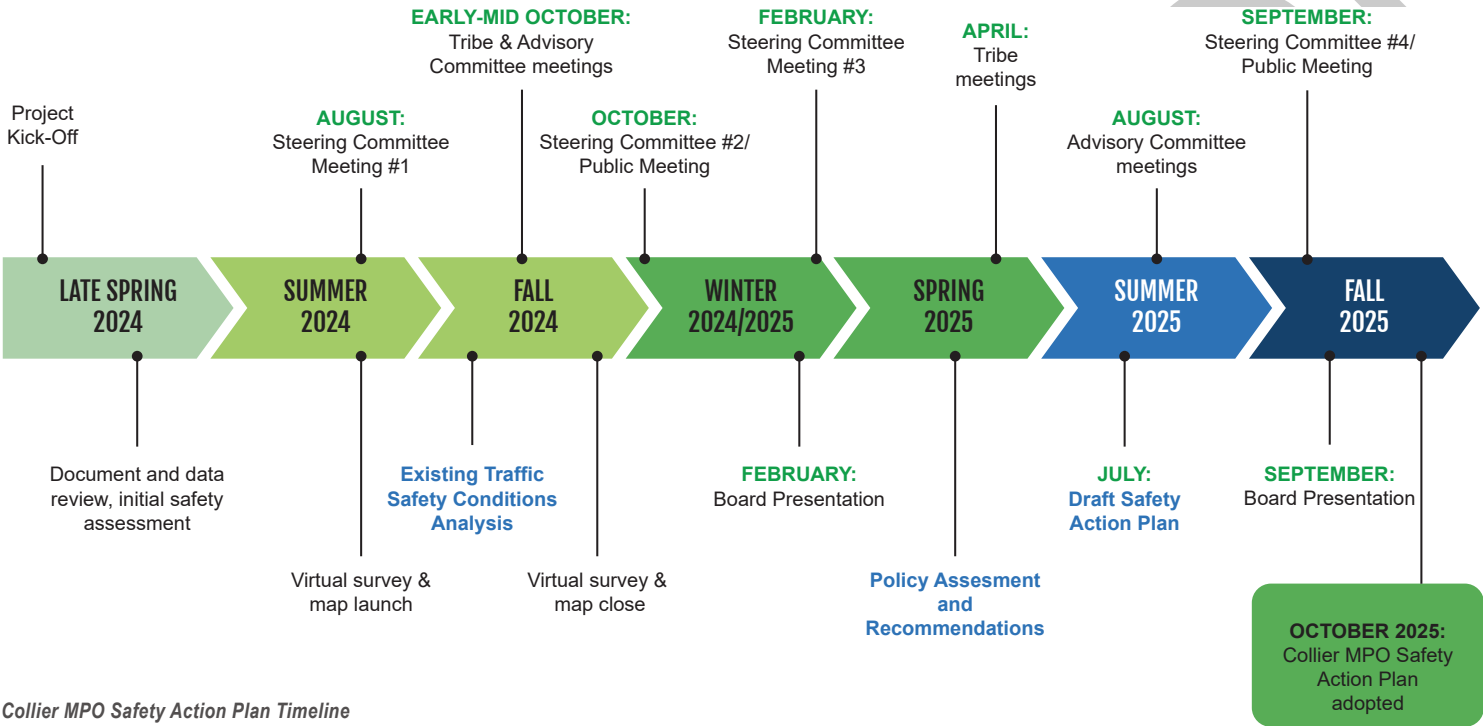 EARLY-MID OCTOBER:
Tribe & Advisory
Committee meetings
FEBRUARY:
Steering Committee
Meeting #3
APRIL:
Tribe
meetings
SEPTEMBER:
Steering Committee #4/
Public Meeting
Project
Kick-Off
AUGUST:
Steering Committee
Meeting #1
OCTOBER:
Steering Committee #2/
Public Meeting
AUGUST:
Advisory Committee
meetings
LATE SPRING
2024
SUMMER
2024
FALL
2024
WINTER
2024/2025
SPRING
2025
SUMMER
2025
FALL
2025
Document and data
review, initial safety
assessment
Existing Traffic
Safety Conditions
Analysis
FEBRUARY:
Board Presentation
JULY:
Draft Safety
Action Plan
SEPTEMBER:
Board Presentation
Virtual survey &
map launch
Virtual survey &
map close
Policy Assesment
and
Recommendations
OCTOBER 2025:
Collier MPO Safety
Action Plan
adopted
Collier MPO Safety Action Plan Timeline